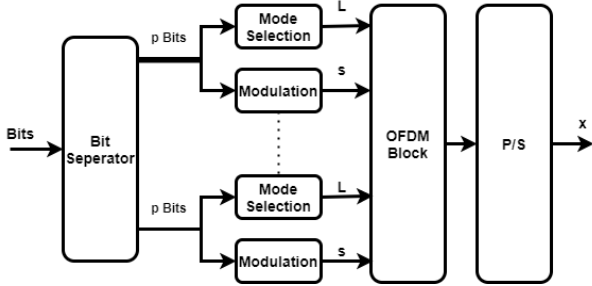 Bits
Bit
Seperator
p Bits
p Bits
Mode
Selection
L
Modulation
s
Mode
Selection
L
Modulation
s
OFDM
Block
P/S
x